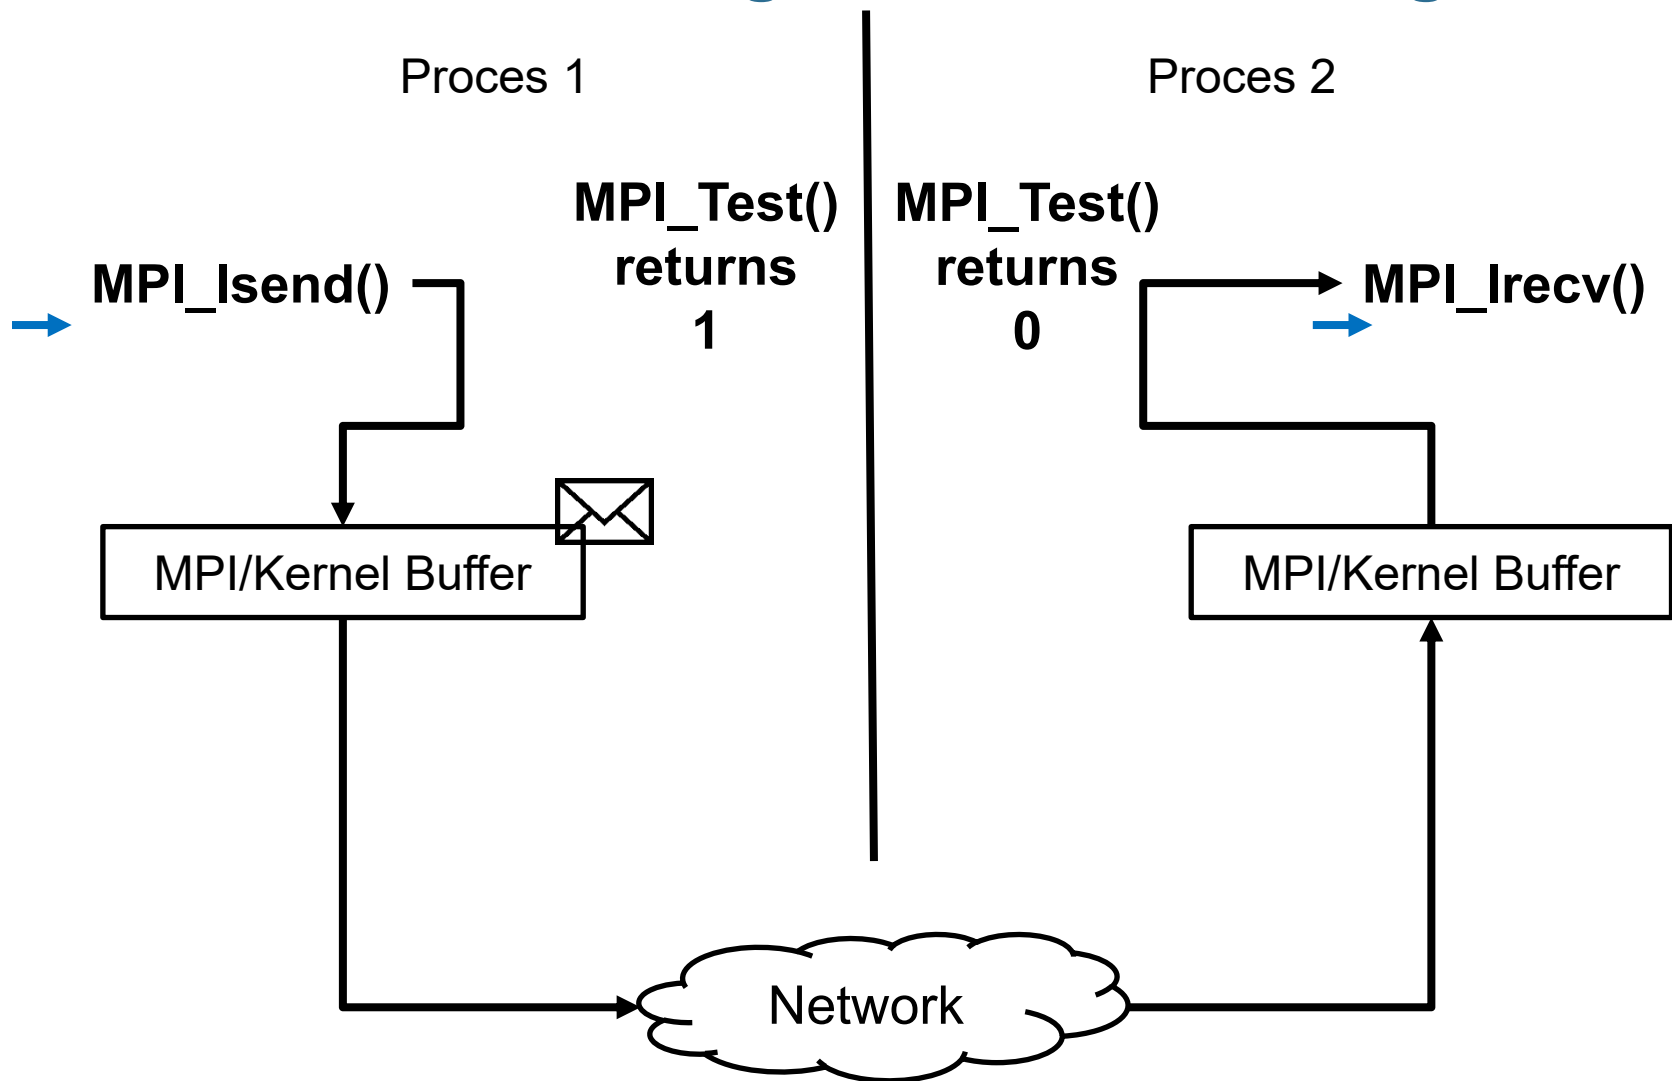 Proces 1
Proces 2
MPI_Test()
returns
1
MPI_Test()
returns
0
MPI_Isend()
MPI_Irecv()
MPI/Kernel Buffer
MPI/Kernel Buffer
Network